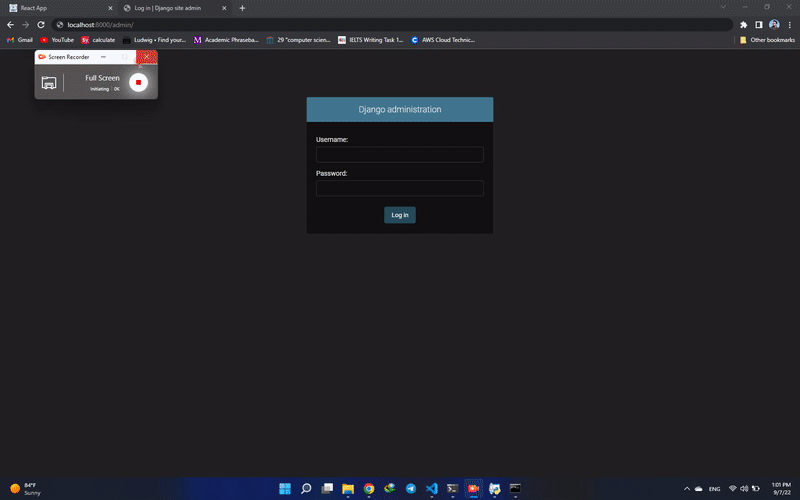 React App
Log in | Django site admin
localhost:8000/admin/
Gmail
YouTube
calculate
Ludwig • Find your...
Academic Phraseba...
29 "computer scien...
IELTS Writing Task 1...
AWS Cloud Technic...
Other bookmarks
Screen Recorder
Full Screen
Initiating 0K
Django administration
Username:
Password:
Log in
84°F
Sunny
ENG
1:01 PM
9/7/22